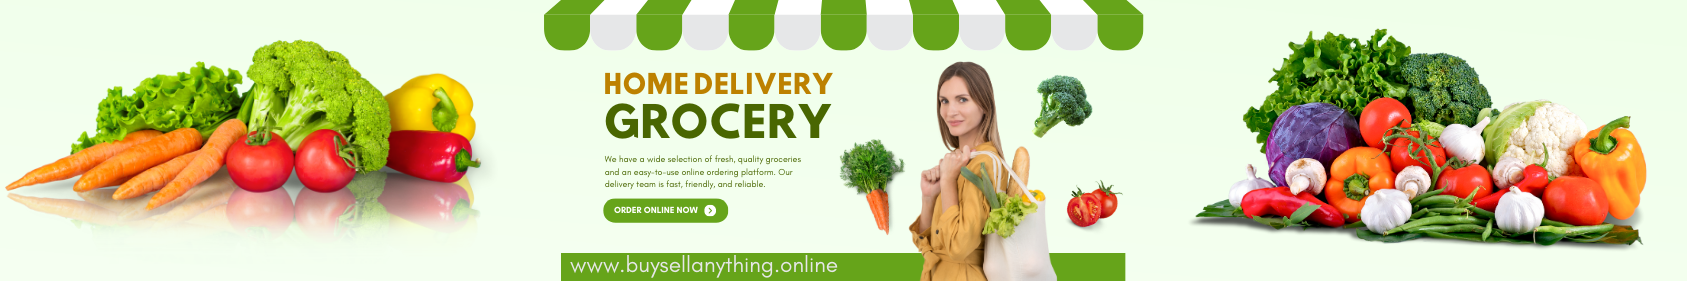 HOME DELIVERY
GROCERY
We have a wide selection of fresh, quality groceries
and an easy-to-use online ordering platform. Our
delivery team is fast, friendly, and reliable.
ORDER ONLINE NOW
www.buysellanything.online